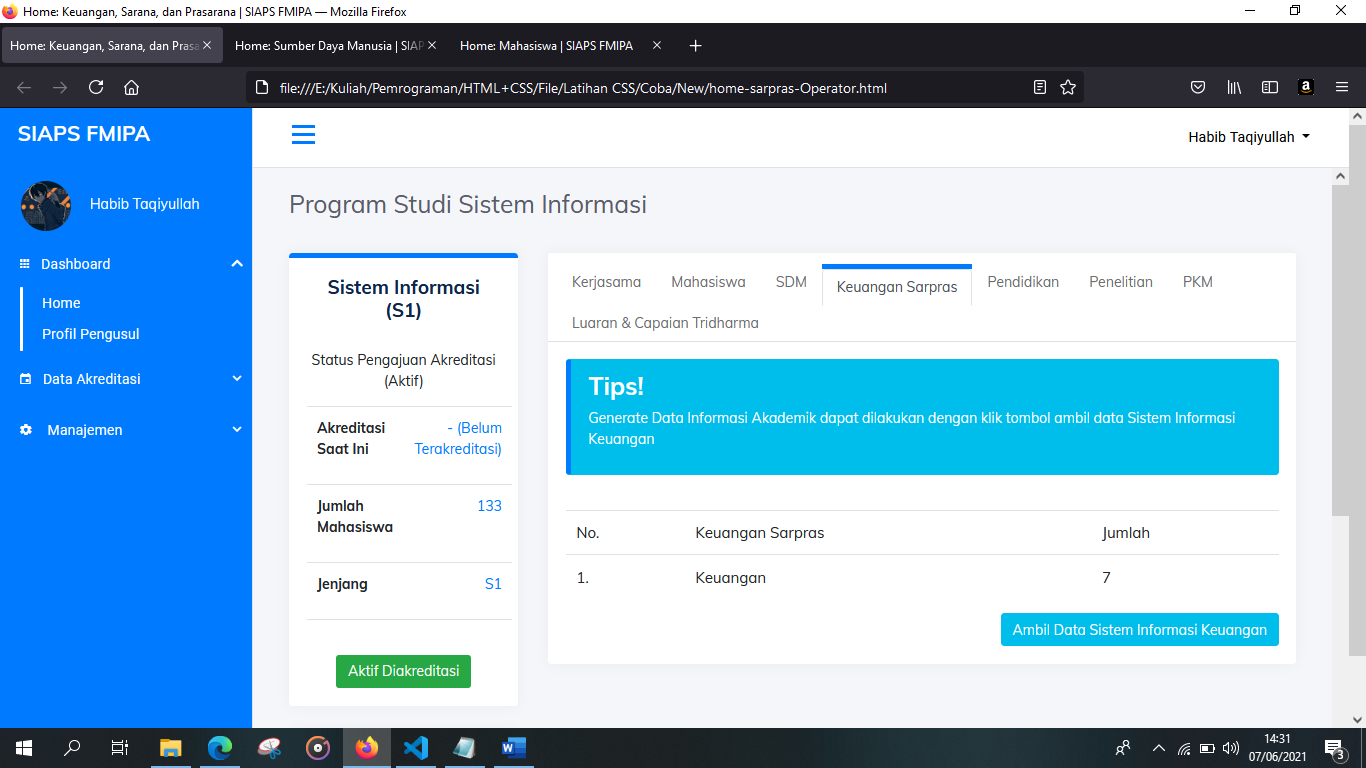 Home: Keuangan, Sarana, dan Prasarana | SIAPS FMIPA — Mozilla Firefox
Home: Keuangan, Sarana, dan Prasa
Home: Sumber Daya Manusia | SIAP
Home: Mahasiswa | SIAPS FMIPA
file:///E:/Kuliah/Pemrograman/HTML+CSS/File/Latihan CSS/Coba/New/home-sarpras-Operator.html
SIAPS FMIPA
Habib Taqiyullah
Habib Taqiyullah
Dashboard
Home
Profil Pengusul
Data Akreditasi
Manajemen
Program Studi Sistem Informasi
Sistem Informasi
(S1)
Status Pengajuan Akreditasi
(Aktif)
Akreditasi - (Belum
Saat Ini Terakreditasi)
Jumlah 133
Mahasiswa
Jenjang S1
Aktif Diakreditasi
Kerjasama Mahasiswa SDM Keuangan Sarpras Pendidikan Penelitian PKM
Luaran & Capaian Tridharma
Tips!
Generate Data Informasi Akademik dapat dilakukan dengan klik tombol ambil data Sistem Informasi
Keuangan
No. Keuangan Sarpras Jumlah
1. Keuangan 7
Ambil Data Sistem Informasi Keuangan
14:31
07/06/2021
3